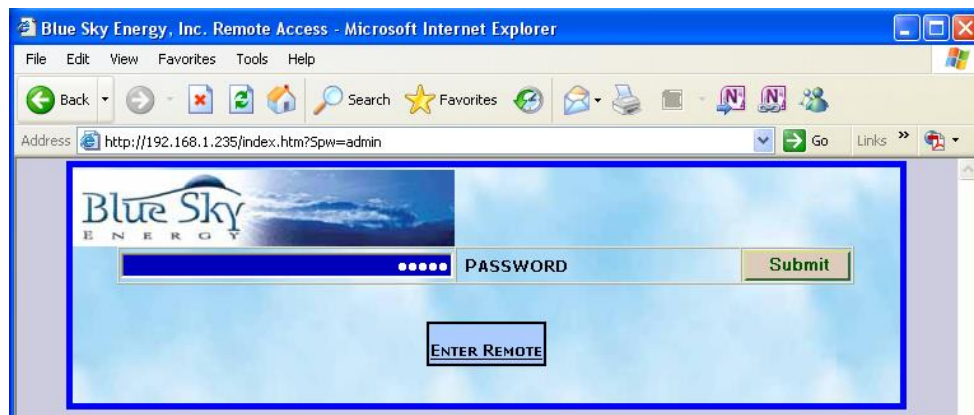 Blue Sky Energy, Inc. Remote Access - Microsoft Internet Explorer
File Edit View Favorites Tools Help
Back Search Favorites
Address http://192.168.1.235/index.htm?Spw=admin Go Links »
Blue Sky
ENERGY
••••• PASSWORD Submit
ENTER REMOTE